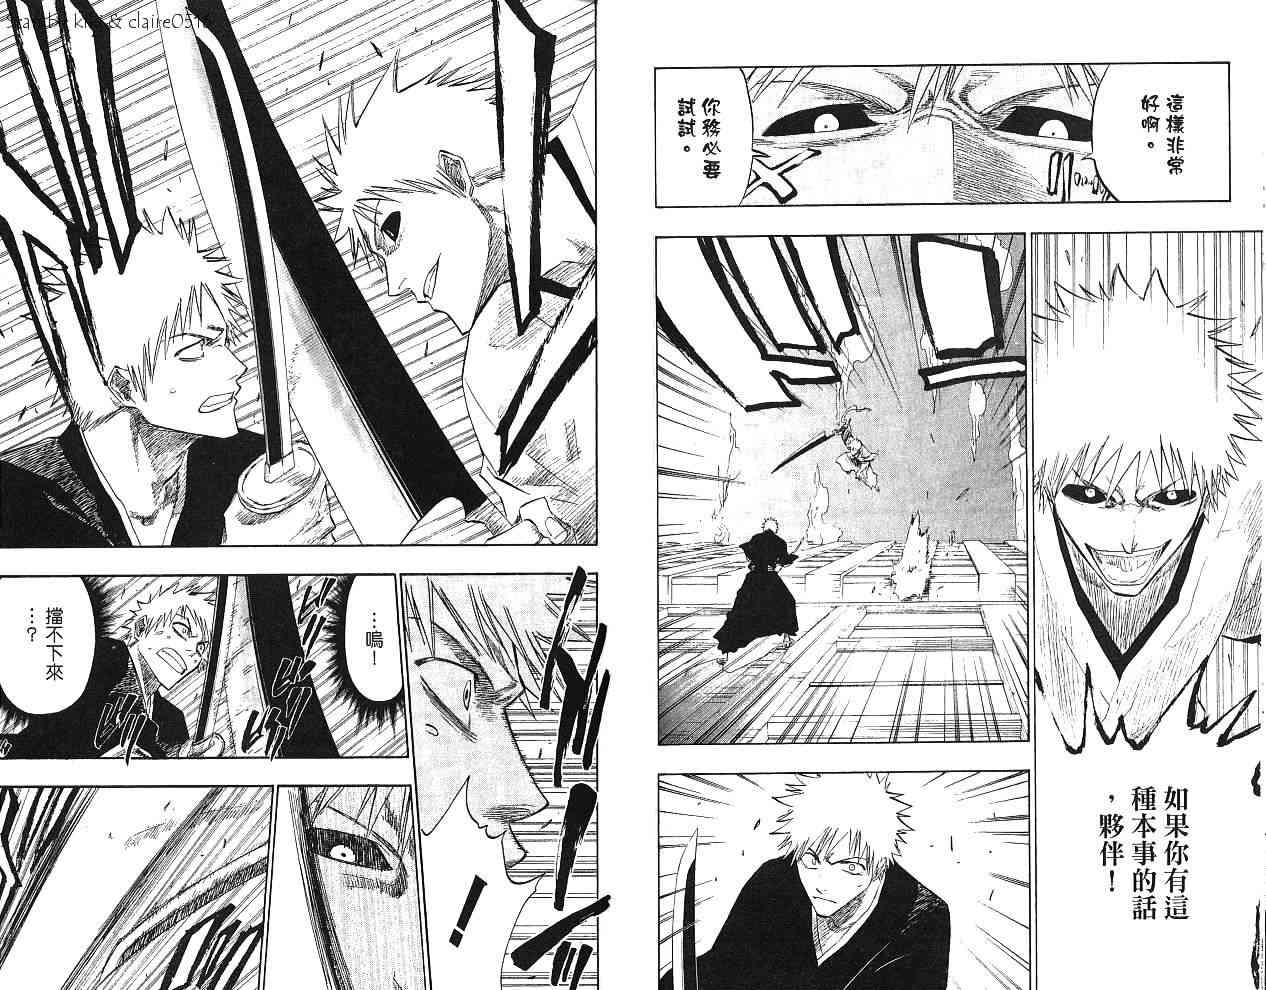 這樣非常
好啊。
你務必要
試試。
如果你有這
種本事的話
，夥伴！
…嗚！
擋不下來
…？
！
& claire051